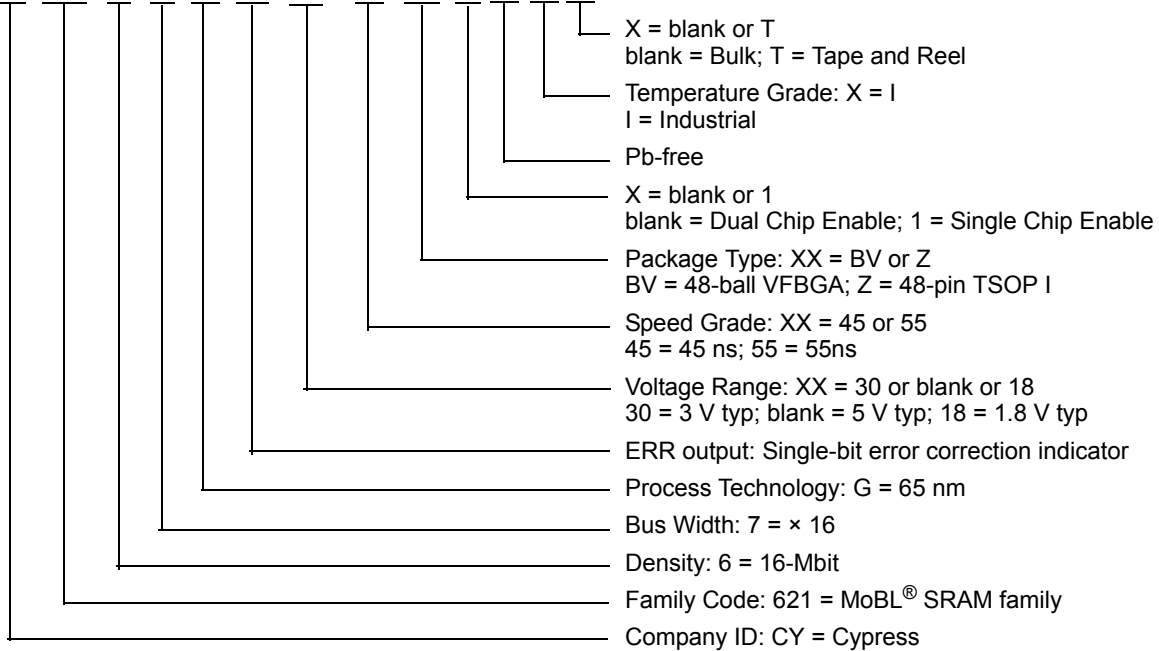 X = blank or T
blank = Bulk; T = Tape and Reel
Temperature Grade: X = I
I = Industrial
Pb-free
X = blank or 1
blank = Dual Chip Enable; 1 = Single Chip Enable
Package Type: XX = BV or Z
BV = 48-ball VFBGA; Z = 48-pin TSOP I
Speed Grade: XX = 45 or 55
45 = 45 ns; 55 = 55ns
Voltage Range: XX = 30 or blank or 18
30 = 3 V typ; blank = 5 V typ; 18 = 1.8 V typ
ERR output: Single-bit error correction indicator
Process Technology: G = 65 nm
Bus Width: 7 = × 16
Density: 6 = 16-Mbit
Family Code: 621 = MoBL® SRAM family
Company ID: CY = Cypress